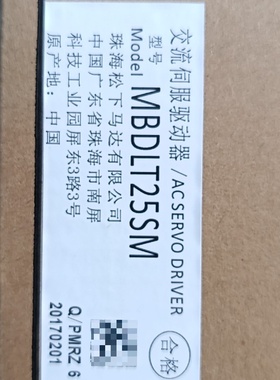 交流伺服驱动器/AC SERVO DRIVER
型号
Model MBDLT25SM
珠海松下马达有限公司
中国广东省珠海市南屏
科技工业园屏东3路3号
原产地：中国
Q/PMRZ 6
20170201
合格